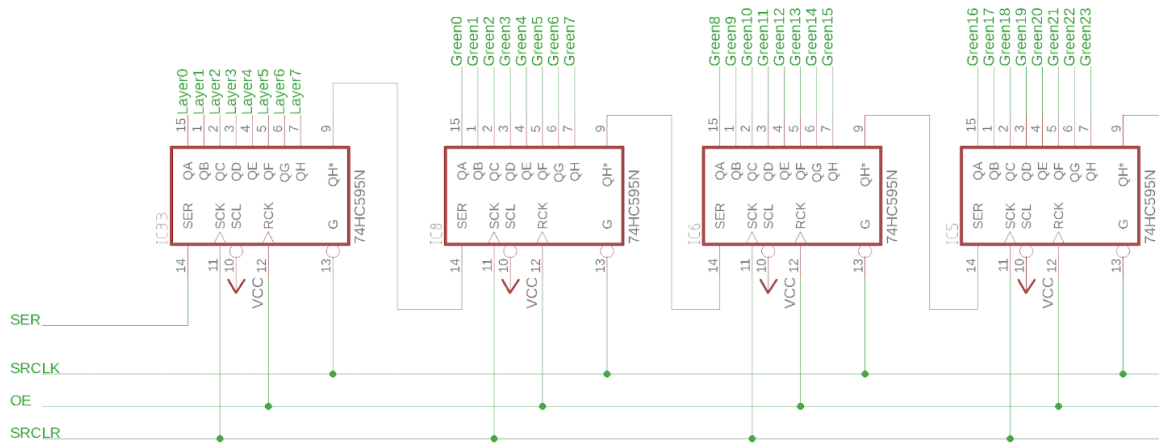 Layer0
Layer1
Layer2
Layer3
Layer4
Layer5
Layer6
Layer7
15 1 2 3 4 5 6 7 9
QA QB QC QD QE QF QG QH QH*
SER SCK SCL RCK G
IC33
74HC595N
14 11 10 12 13
VCC
Green0
Green1
Green2
Green3
Green4
Green5
Green6
Green7
15 1 2 3 4 5 6 7 9
QA QB QC QD QE QF QG QH QH*
SER SCK SCL RCK G
IC8
74HC595N
14 11 10 12 13
VCC
Green8
Green9
Green10
Green11
Green12
Green13
Green14
Green15
15 1 2 3 4 5 6 7 9
QA QB QC QD QE QF QG QH QH*
SER SCK SCL RCK G
IC6
74HC595N
14 11 10 12 13
VCC
Green16
Green17
Green18
Green19
Green20
Green21
Green22
Green23
15 1 2 3 4 5 6 7 9
QA QB QC QD QE QF QG QH QH*
SER SCK SCL RCK G
IC5
74HC595N
14 11 10 12 13
VCC
SER
SRCLK
OE
SRCLR